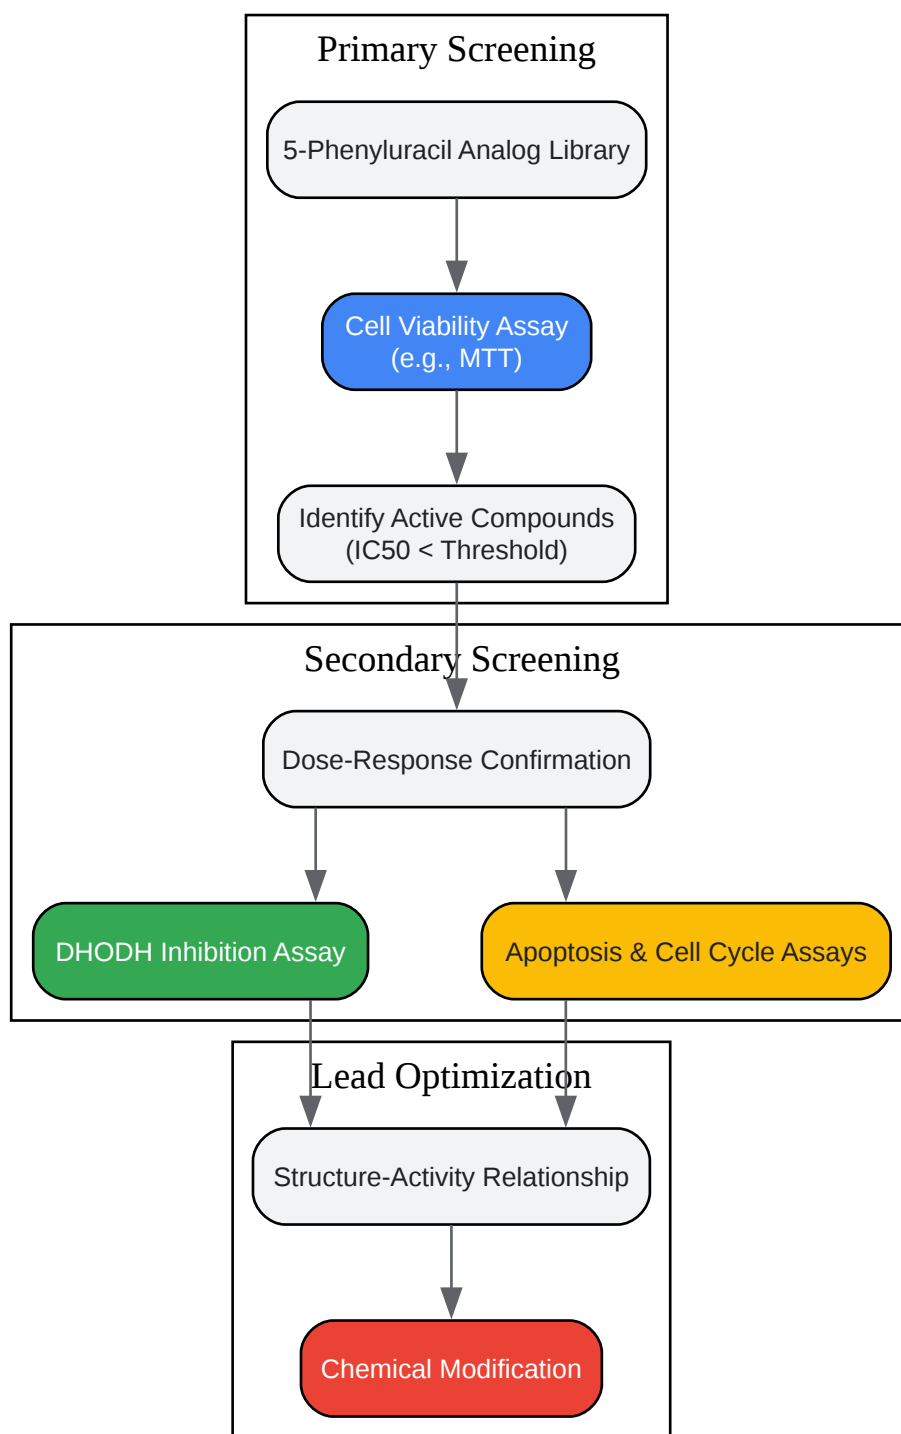 Primary Screening
5-Phenyluracil Analog Library
Cell Viability Assay
(e.g., MTT)
Identify Active Compounds
(IC50 < Threshold)
Secondary Screening
Dose-Response Confirmation
DHODH Inhibition Assay
Apoptosis & Cell Cycle Assays
Lead Optimization
Structure-Activity Relationship
Chemical Modification